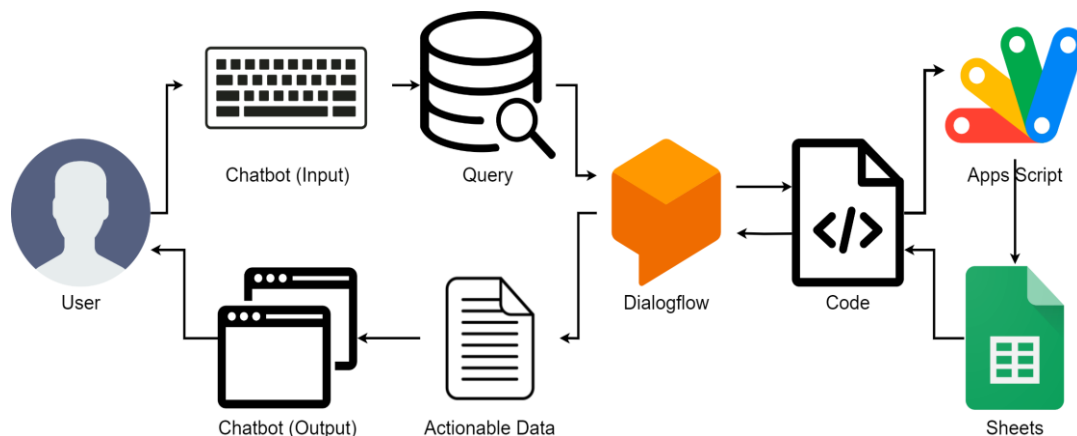 Chatbot (Input)
Query
Apps Script
User
Dialogflow
Code
Chatbot (Output)
Actionable Data
Sheets